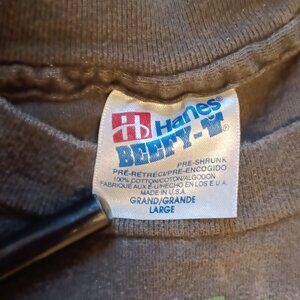 Hanes®
BEEFY-T®
PRE-SHRUNK
PRE-RETRECI/PRE-ENCOGIDO
100% COTTON/COTON/ALGODON
FABRIQUE AUX E-U/HECHO EN LOS E.U.A.
MADE IN U.S.A.
GRAND/GRANDE
LARGE